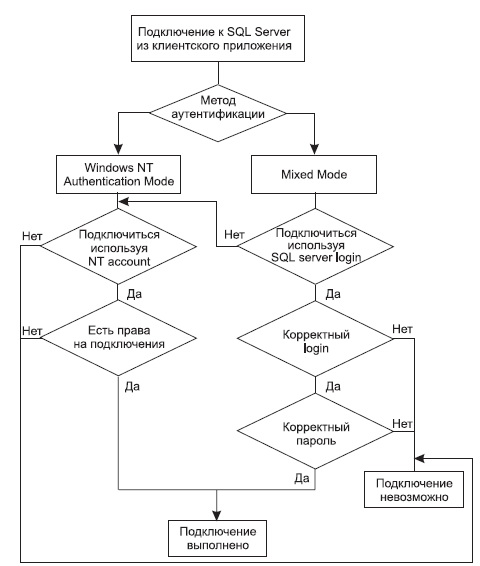 Подключение к SQL Server
из клиентского приложения
Метод
аутентификации
Windows NT
Authentication Mode
Mixed Mode
Нет
Подключиться
используя
NT account
Нет
Подключиться
используя
SQL server login
Да
Да
Нет
Есть права
на подключения
Корректный
login
Нет
Да
Да
Корректный
пароль
Нет
Да
Подключение
невозможно
Подключение
выполнено